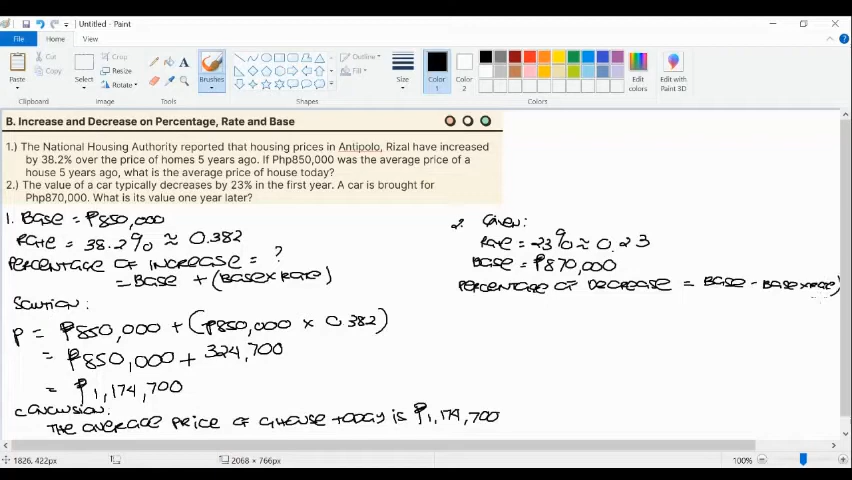 Untitled - Paint
File Home View
Cut
Copy
Paste
Clipboard
Crop
Resize
Rotate
Select
Image
Tools
Brushes
Outline
Fill
Shapes
Size
Color 1
Color 2
Edit colors
Colors
Edit with Paint 3D
B. Increase and Decrease on Percentage, Rate and Base
1.) The National Housing Authority reported that housing prices in Antipolo, Rizal have increased
by 38.2% over the price of homes 5 years ago. If Php850,000 was the average price of a
house 5 years ago, what is the average price of house today?
2.) The value of a car typically decreases by 23% in the first year. A car is brought for
Php870,000. What is its value one year later?
1. BASE = ₱850,000
RATE = 38.2% ≈ 0.382
PERCENTAGE OF INCREASE = ?
= BASE + (BASE x RATE)
SOLUTION:
P = ₱850,000 + (₱850,000 x 0.382)
= ₱850,000 + 324,700
= ₱1,174,700
CONCLUSION:
THE AVERAGE PRICE OF A HOUSE TODAY IS ₱1,174,700
2. GIVEN:
RATE = 23% ≈ 0.23
BASE = ₱870,000
PERCENTAGE OF DECREASE = BASE - BASE x RATE)
1826, 422px
2068 × 766px
100%